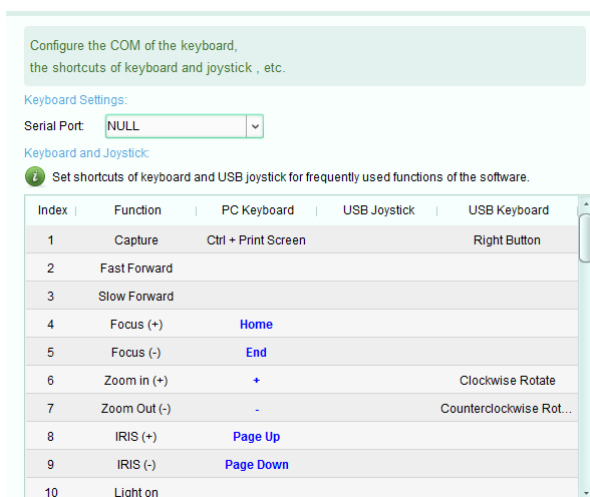 Configure the COM of the keyboard,
the shortcuts of keyboard and joystick , etc.
Keyboard Settings:
Serial Port: NULL
Keyboard and Joystick:
Set shortcuts of keyboard and USB joystick for frequently used functions of the software.
Index Function PC Keyboard USB Joystick USB Keyboard
1 Capture Ctrl + Print Screen Right Button
2 Fast Forward
3 Slow Forward
4 Focus (+) Home
5 Focus (-) End
6 Zoom in (+) + Clockwise Rotate
7 Zoom Out (-) - Counterclockwise Rot...
8 IRIS (+) Page Up
9 IRIS (-) Page Down
10 Light on